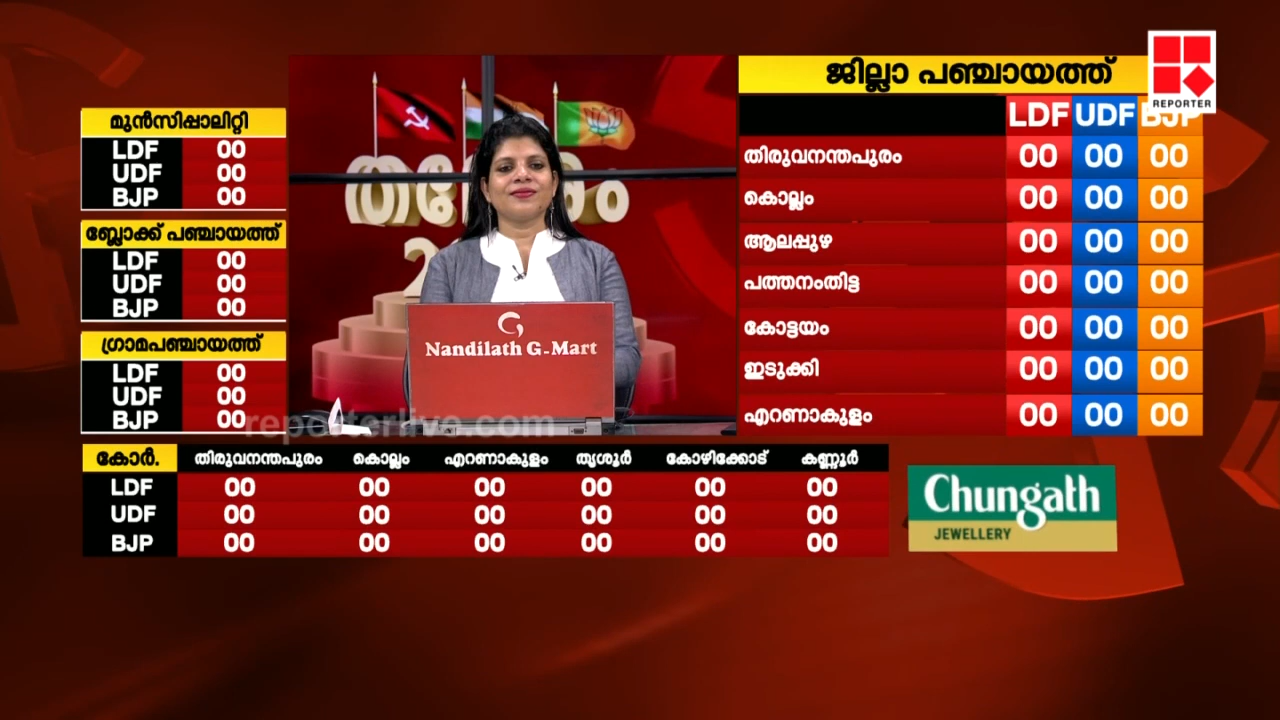 REPORTER
മുൻസിപ്പാലിറ്റി
LDF 00
UDF 00
BJP 00
ബ്ലോക്ക് പഞ്ചായത്ത്
LDF 00
UDF 00
BJP 00
ഗ്രാമപഞ്ചായത്ത്
LDF 00
UDF 00
BJP 00
Nandilath G-Mart
reporterlive.com
ജില്ലാ പഞ്ചായത്ത്
LDF UDF BJP
തിരുവനന്തപുരം 00 00 00
കൊല്ലം 00 00 00
ആലപ്പുഴ 00 00 00
പത്തനംതിട്ട 00 00 00
കോട്ടയം 00 00 00
ഇടുക്കി 00 00 00
എറണാകുളം 00 00 00
കോർ. തിരുവനന്തപുരം കൊല്ലം എറണാകുളം തൃശൂർ കോഴിക്കോട് കണ്ണൂർ
LDF 00 00 00 00 00 00
UDF 00 00 00 00 00 00
BJP 00 00 00 00 00 00
Chungath
JEWELLERY